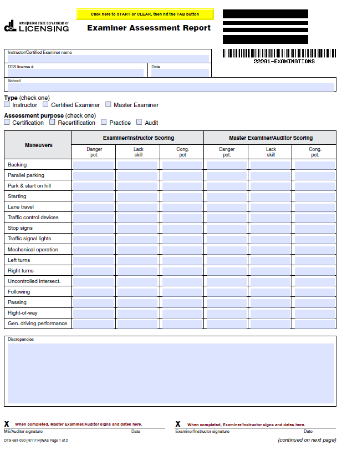 Click here to START or CLEAR, then hit the TAB button
WASHINGTON STATE DEPARTMENT OF
LICENSING
Examiner Assessment Report
22201-EXAMINATIONS
Instructor/Certified Examiner name
DTS license #
Date
School
Type (check one)
Instructor Certified Examiner Master Examiner
Assessment purpose (check one)
Certification Recertification Practice Audit
Maneuvers Examiner/Instructor Scoring Master Examiner/Auditor Scoring
Danger pot. Lack skill Cong. pot. Danger pot. Lack skill Cong. pot.
Backing
Parallel parking
Park & start on hill
Starting
Lane travel
Traffic control devices
Stop signs
Traffic signal lights
Mechanical operation
Left turns
Right turns
Uncontrolled intersect.
Following
Passing
Right-of-way
Gen. driving performance
Discrepancies
X When completed, Master Examiner/Auditor signs and dates here. X When completed, Examiner/Instructor signs and dates here.
ME/Auditor signature Date Examiner/Instructor signature Date
Page 1 of 2 (continued on next page)